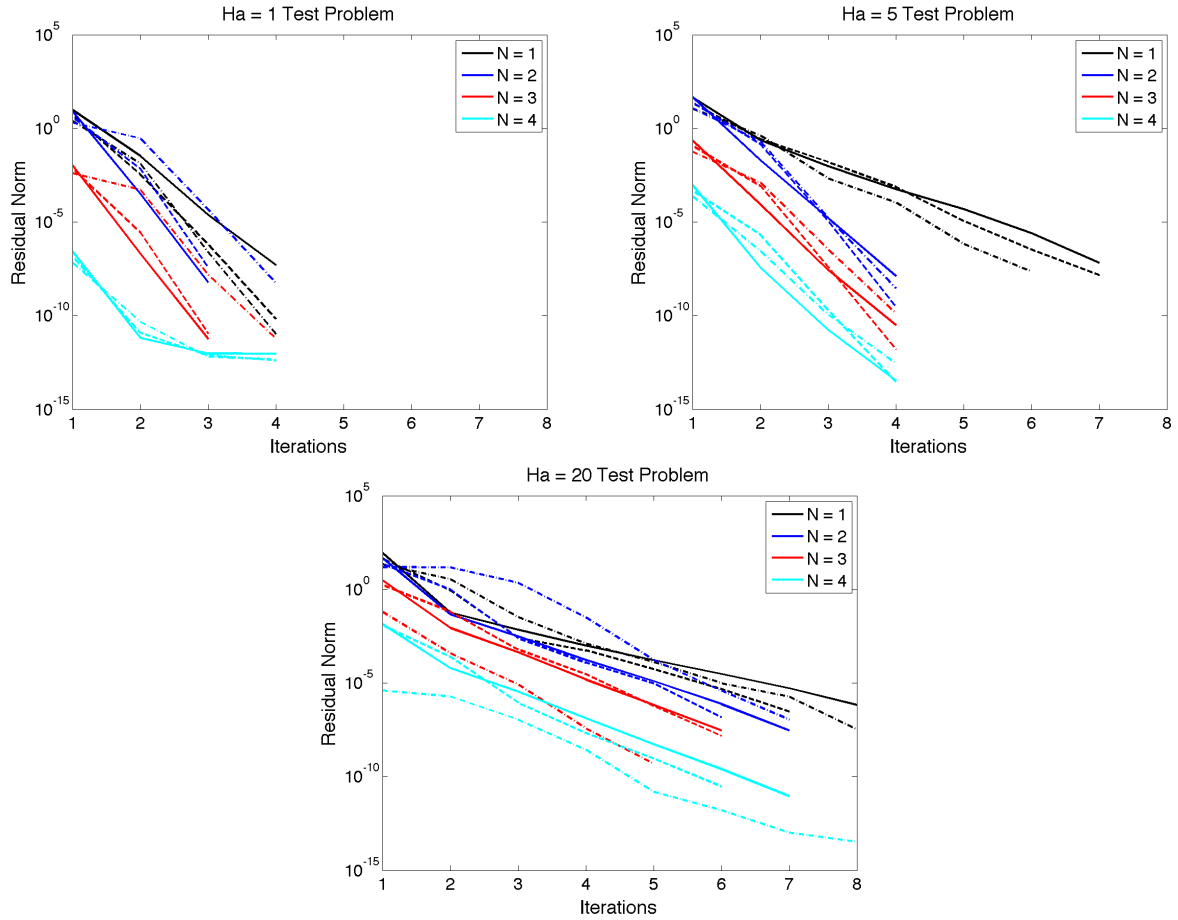 Ha = 1 Test Problem
10^5
10^0
10^-5
10^-10
10^-15
Residual Norm
N = 1
N = 2
N = 3
N = 4
1 2 3 4 5 6 7 8
Iterations
Ha = 5 Test Problem
10^5
10^0
10^-5
10^-10
10^-15
Residual Norm
N = 1
N = 2
N = 3
N = 4
1 2 3 4 5 6 7 8
Iterations
Ha = 20 Test Problem
10^5
10^0
10^-5
10^-10
10^-15
Residual Norm
N = 1
N = 2
N = 3
N = 4
1 2 3 4 5 6 7 8
Iterations